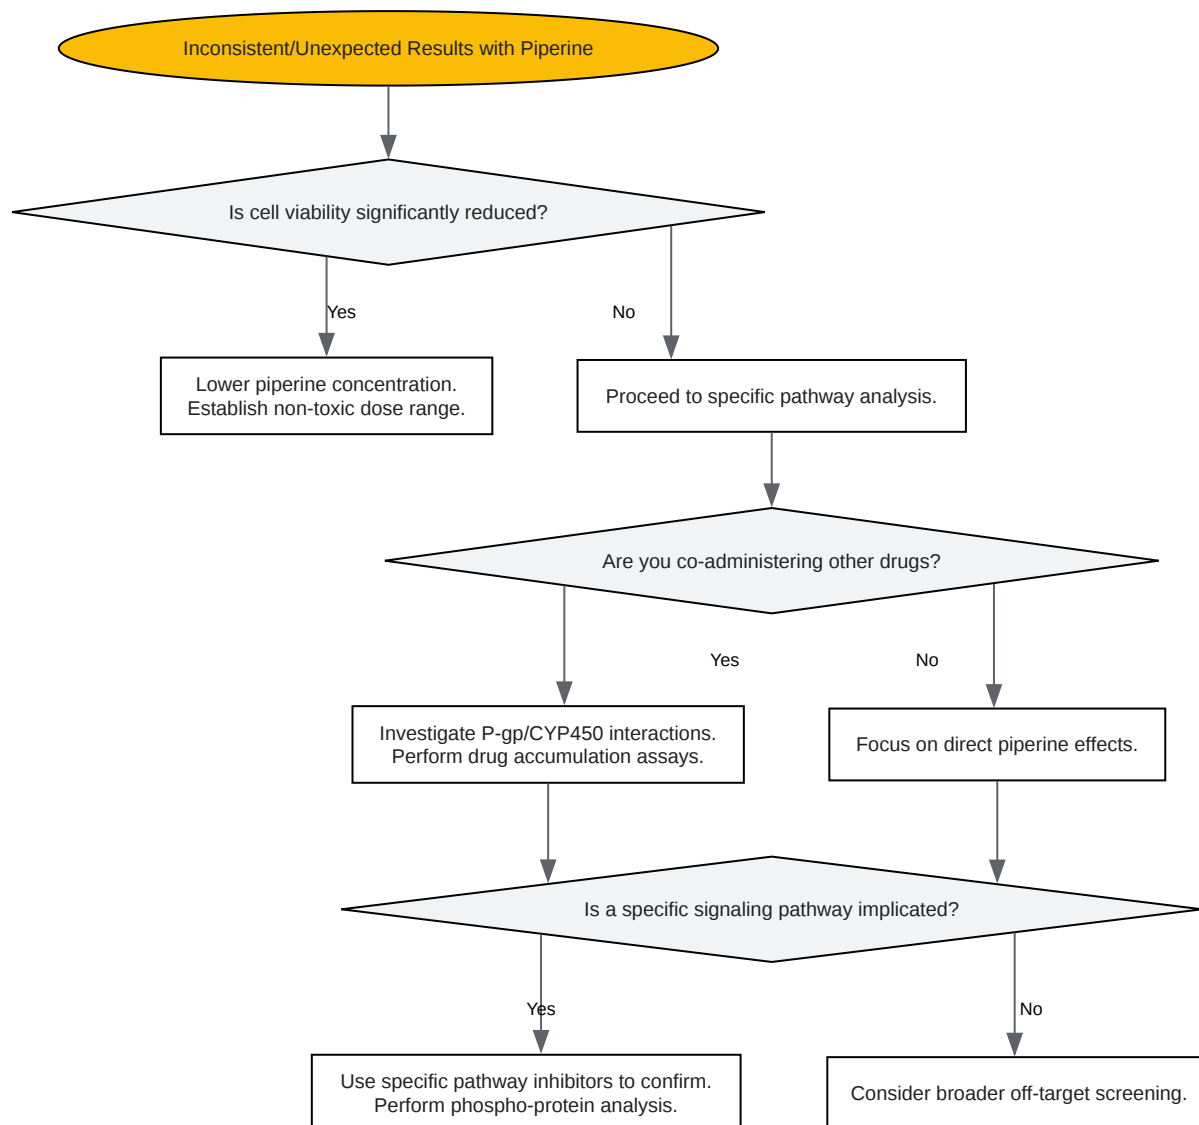 Inconsistent/Unexpected Results with Piperine
Is cell viability significantly reduced?
Yes
No
Lower piperine concentration.
Establish non-toxic dose range.
Proceed to specific pathway analysis.
Are you co-administering other drugs?
Yes
No
Investigate P-gp/CYP450 interactions.
Perform drug accumulation assays.
Focus on direct piperine effects.
Is a specific signaling pathway implicated?
Yes
No
Use specific pathway inhibitors to confirm.
Perform phospho-protein analysis.
Consider broader off-target screening.